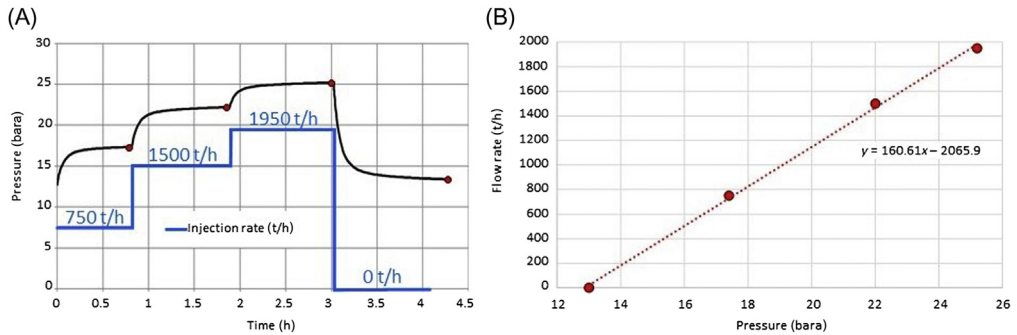 (A)
30
25
20
15
10
5
0
Pressure (bara)
750 t/h
1500 t/h
1950 t/h
0 t/h
Injection rate (t/h)
0 0.5 1 1.5 2 2.5 3 3.5 4 4.5
Time (h)
(B)
2000
1800
1600
1400
1200
1000
800
600
400
200
0
Flow rate (t/h)
y = 160.61x − 2065.9
12 14 16 18 20 22 24 26
Pressure (bara)